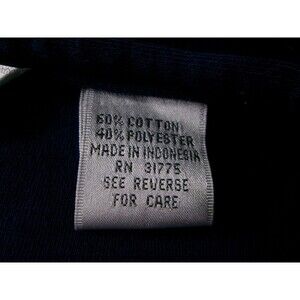 60% COTTON
40% POLYESTER
MADE IN INDONESIA
RN 31775
SEE REVERSE
FOR CARE